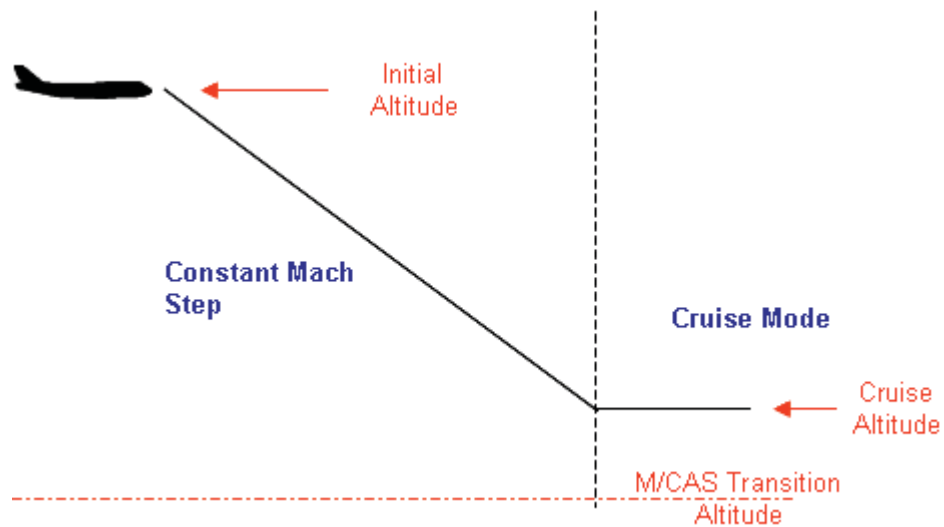 Initial
Altitude
Constant Mach
Step
Cruise Mode
Cruise
Altitude
M/CAS Transition
Altitude